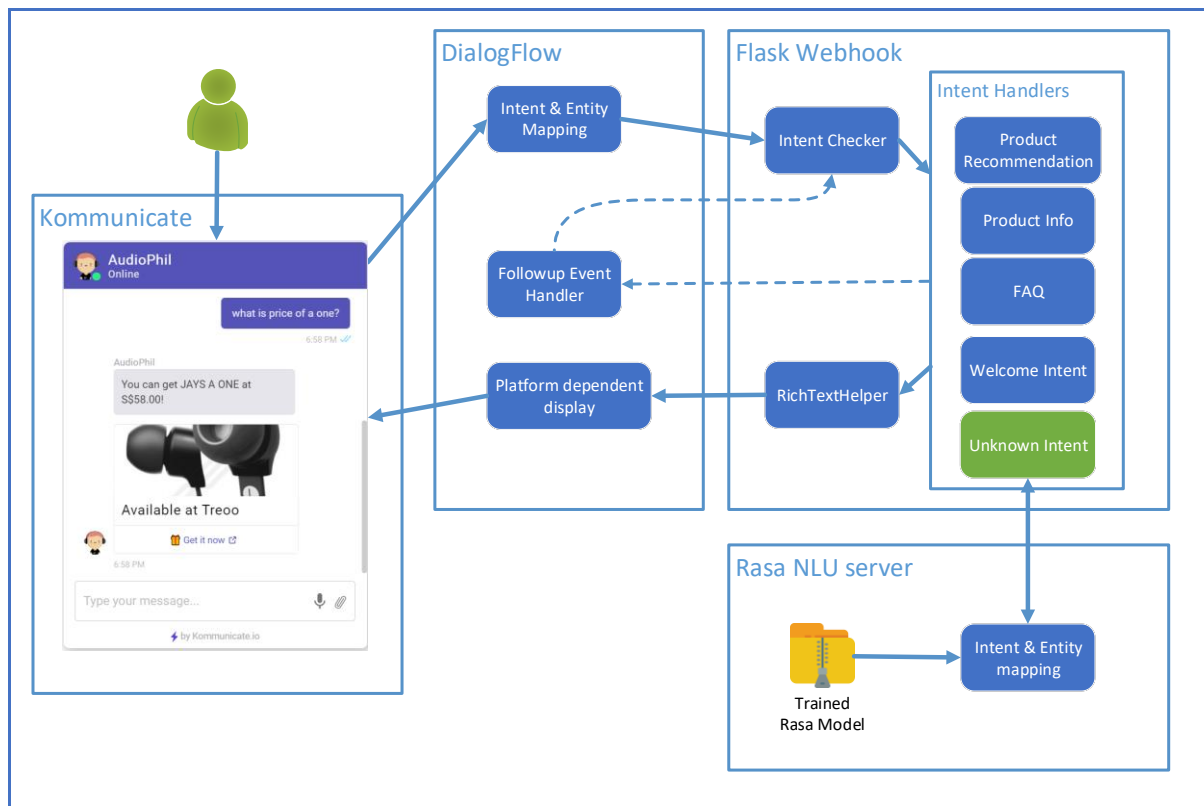 Kommunicate
AudioPhil
Online
what is price of a one?
6:58 PM
AudioPhil
You can get JAYS A ONE at
S$58.00!
Available at Treoo
Get it now
6:58 PM
Type your message...
by Kommunicate.io
DialogFlow
Intent & Entity
Mapping
Followup Event
Handler
Platform dependent
display
Flask Webhook
Intent Checker
RichTextHelper
Intent Handlers
Product
Recommendation
Product Info
FAQ
Welcome Intent
Unknown Intent
Rasa NLU server
Trained
Rasa Model
Intent & Entity
mapping